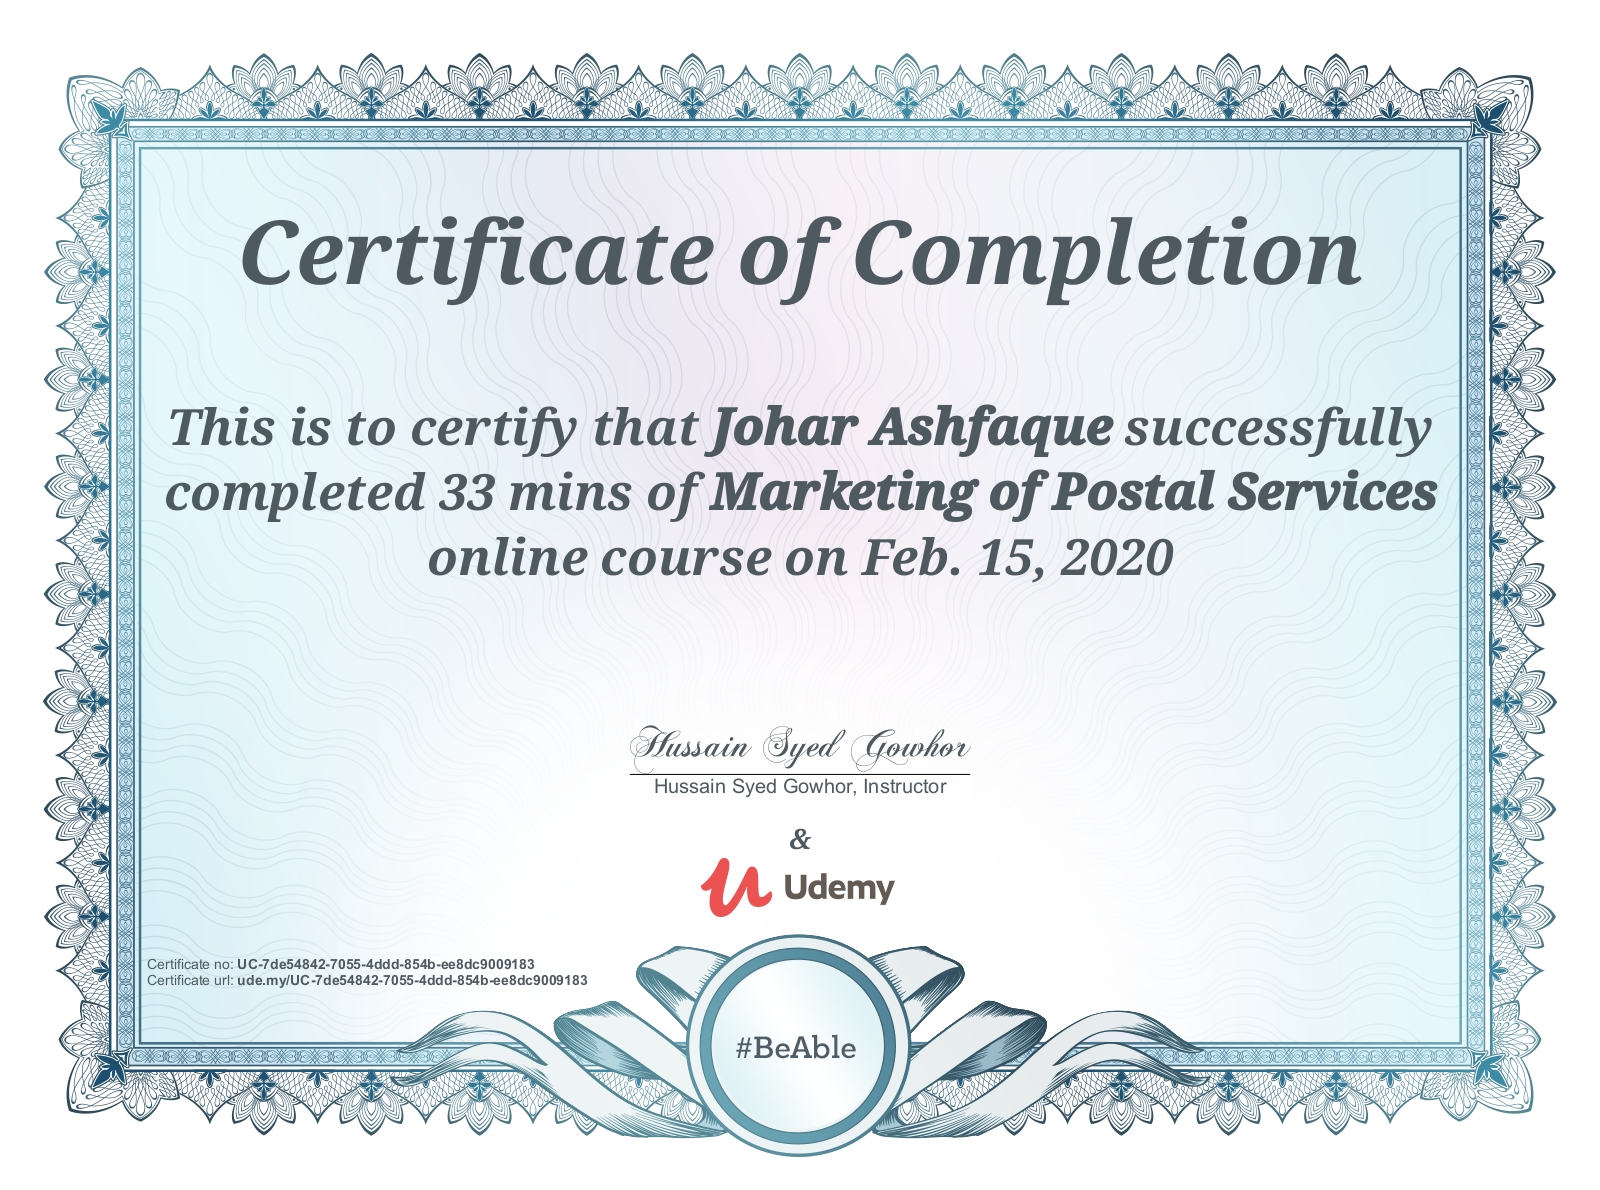 Certificate of Completion
This is to certify that Johar Ashfaque successfully
completed 33 mins of Marketing of Postal Services
online course on Feb. 15, 2020
Hussain Syed Gowhor
Hussain Syed Gowhor, Instructor
&
Udemy
Certificate no: UC-7de54842-7055-4ddd-854b-ee8dc9009183
Certificate url: ude.my/UC-7de54842-7055-4ddd-854b-ee8dc9009183
#BeAble